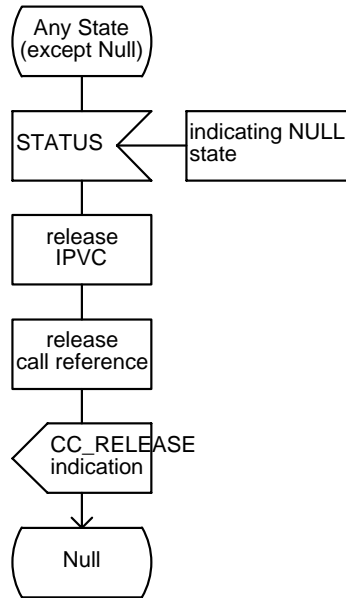 Any State
(except Null)
STATUS
indicating NULL
state
release
IPVC
release
call reference
CC_RELEASE
indication
Null